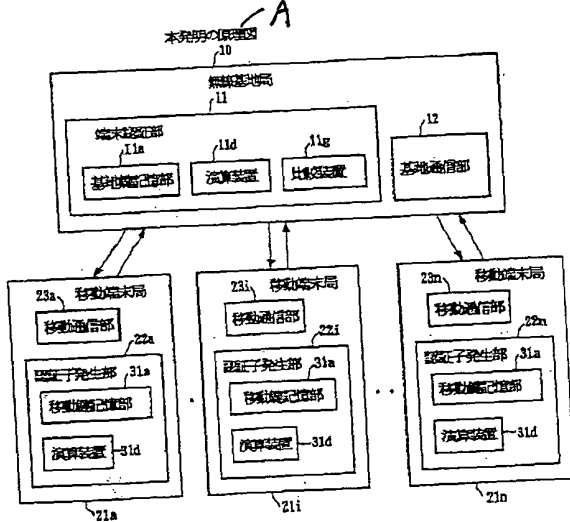 A
本発明の原理図
10
無線基地局
11
端末認証部
12
11a
11d
11g
基地鍵記憶部
演算装置
比較装置
基地通信部
23a
移動端末局
移動通信部
22a
認証子発生部
31a
移動鍵記憶部
演算装置
31d
21a
23i
移動端末局
移動通信部
22i
認証子発生部
31a
移動鍵記憶部
演算装置
31d
21i
23n
移動端末局
移動通信部
22n
認証子発生部
31a
移動鍵記憶部
演算装置
31d
21n